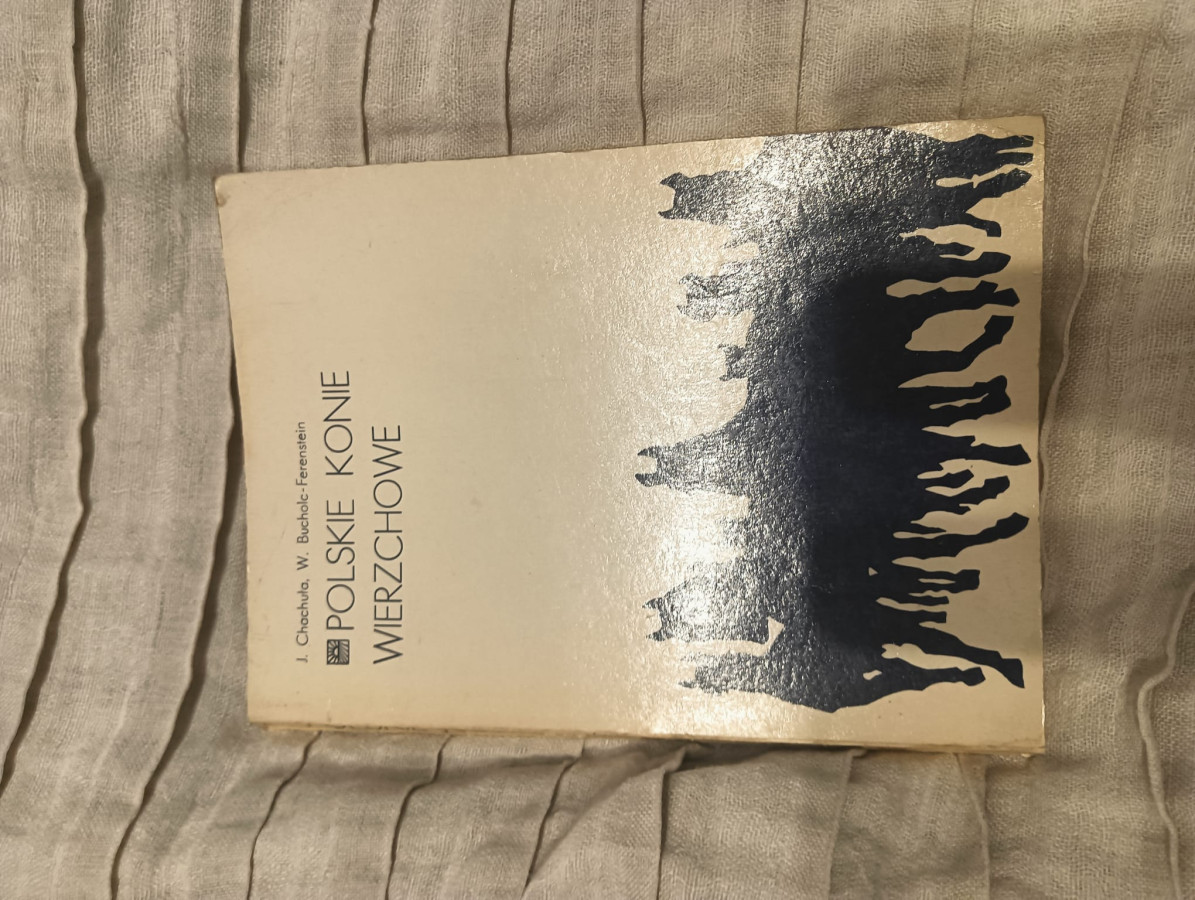 J. Chachuła, W. Bucholc-Ferenstein
POLSKIE KONIE
WIERZCHOWE